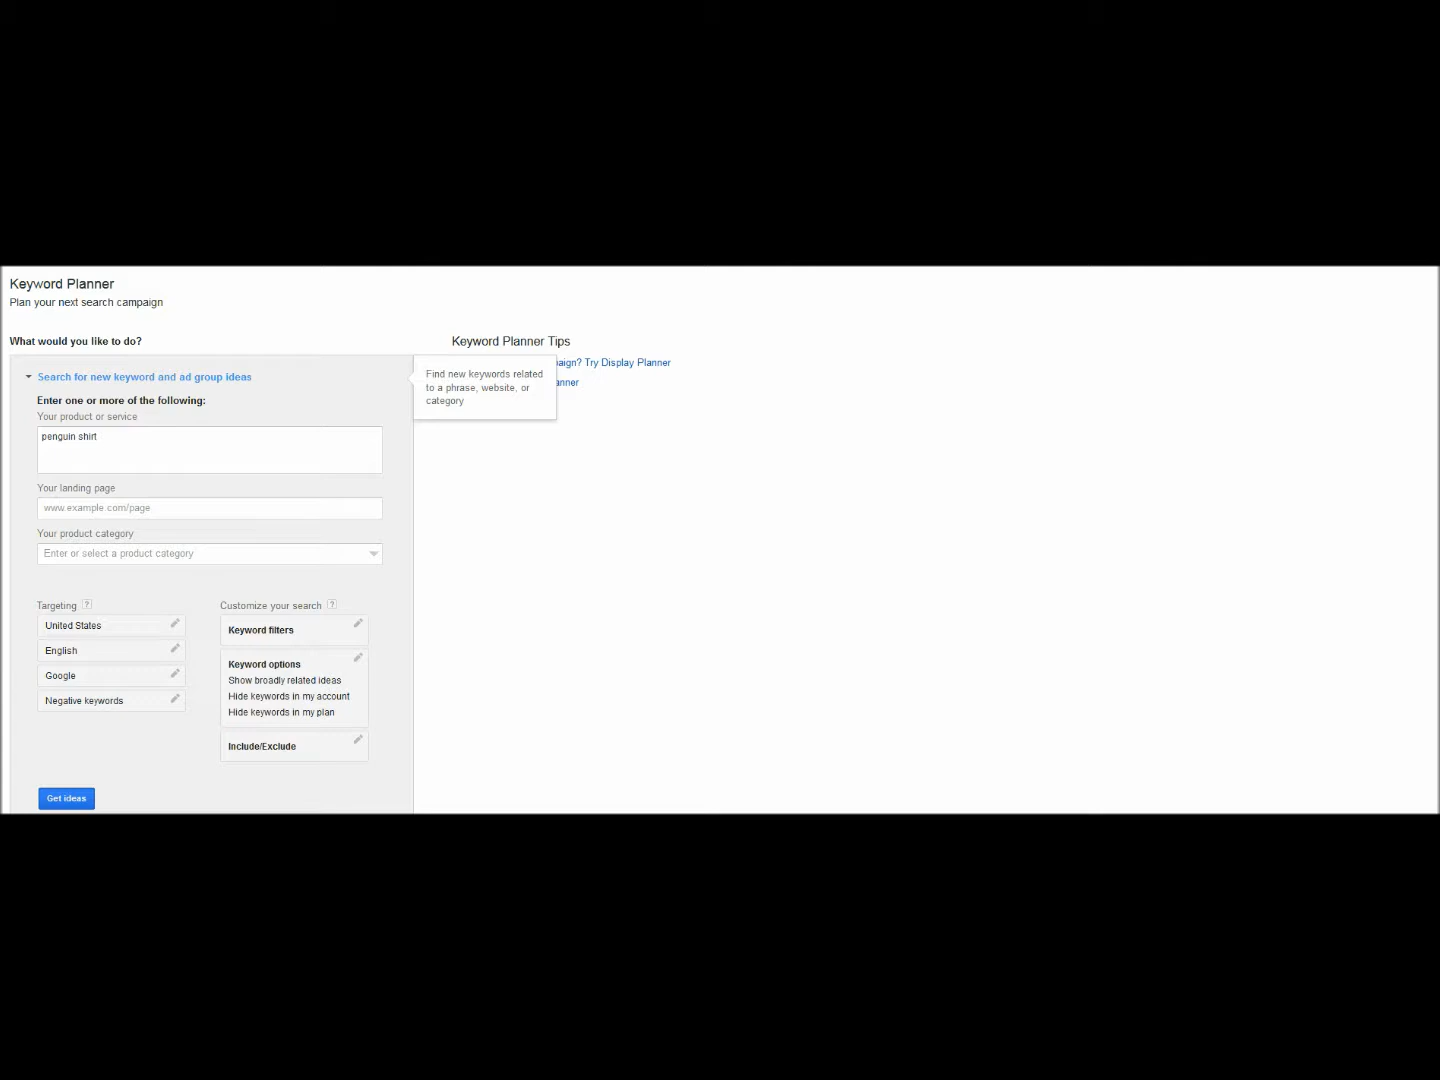 Keyword Planner
Plan your next search campaign
What would you like to do?
Keyword Planner Tips
Search for new keyword and ad group ideas
Find new keywords related
to a phrase, website, or
category
Try Display Planner
Enter one or more of the following:
Your product or service
penguin shirt
Your landing page
www.example.com/page
Your product category
Enter or select a product category
Targeting ?
United States
English
Google
Negative keywords
Customize your search ?
Keyword filters
Keyword options
Show broadly related ideas
Hide keywords in my account
Hide keywords in my plan
Include/Exclude
Get ideas